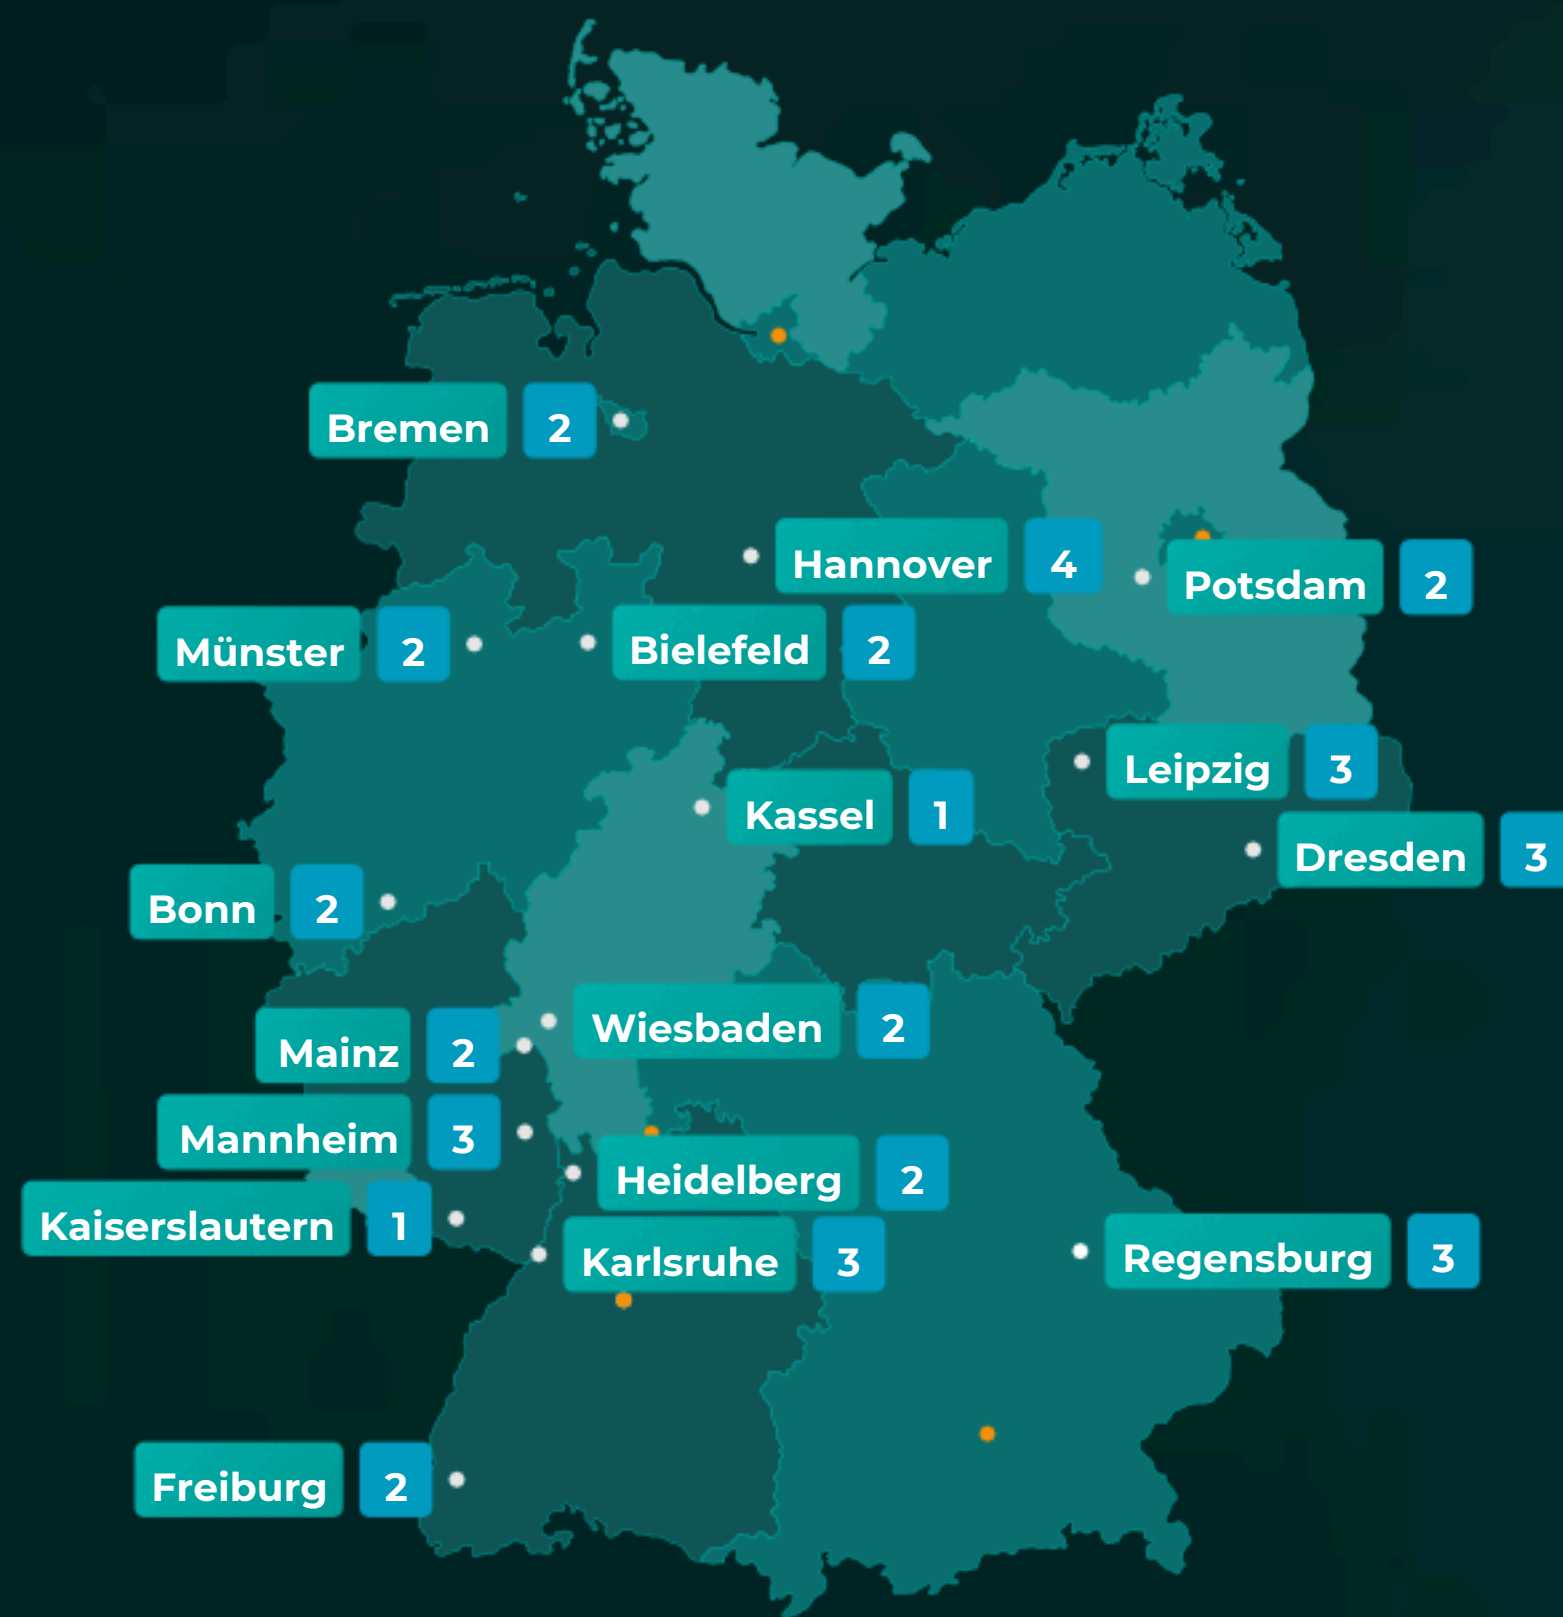 Bremen 2
Hannover 4
Potsdam 2
Münster 2
Bielefeld 2
Leipzig 3
Kassel 1
Dresden 3
Bonn 2
Wiesbaden 2
Mainz 2
Mannheim 3
Heidelberg 2
Kaiserslautern 1
Karlsruhe 3
Regensburg 3
Freiburg 2